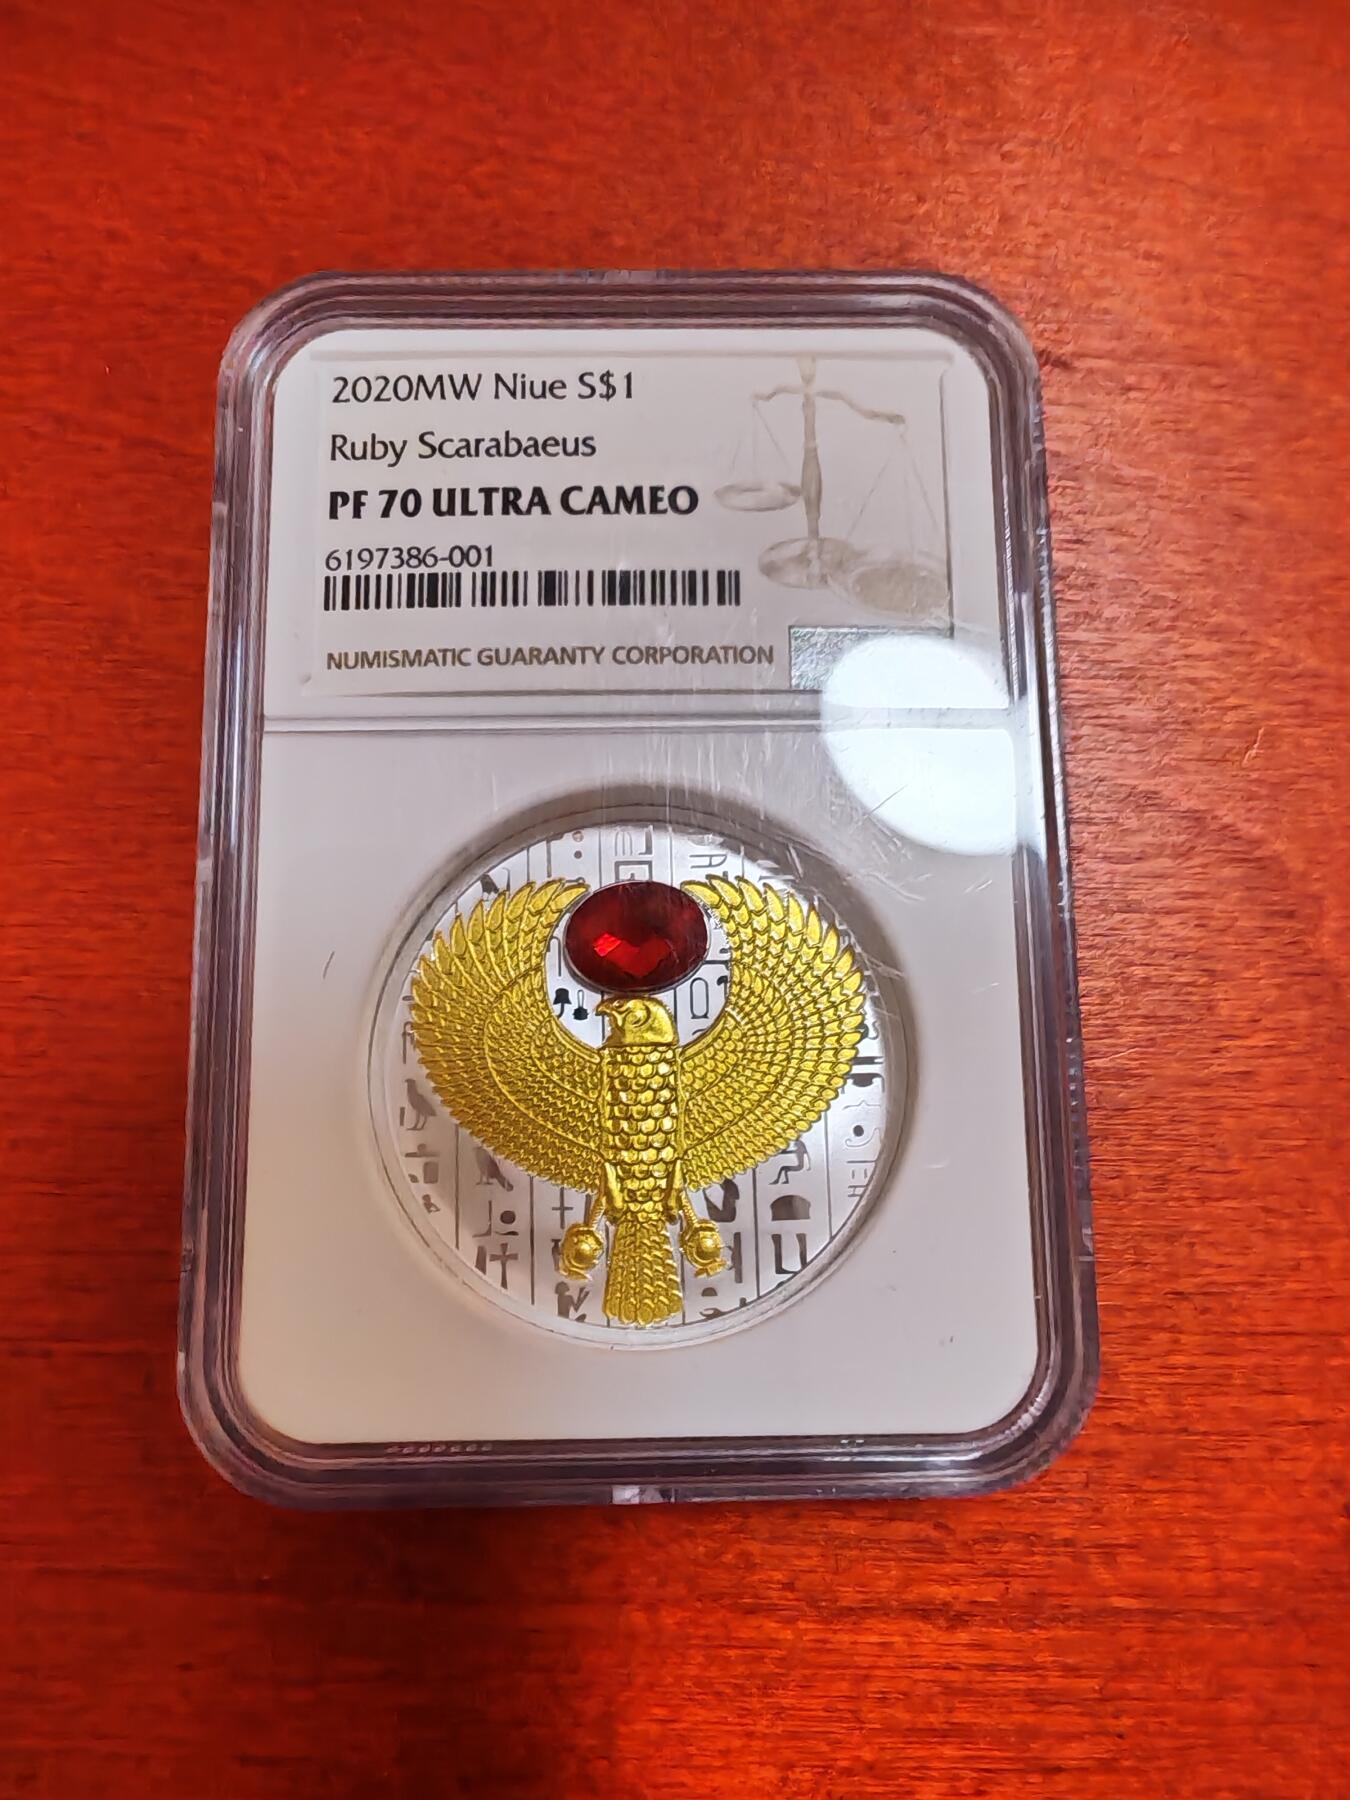 2020MW Niue S$1
Ruby Scarabaeus
PF 70 ULTRA CAMEO
6197386-001
NUMISMATIC GUARANTY CORPORATION